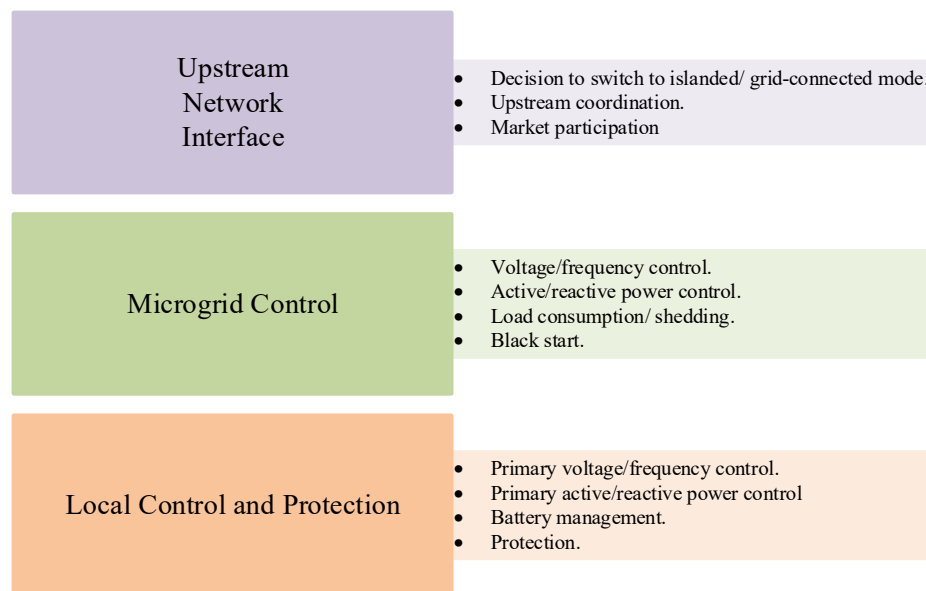 Upstream
Network
Interface
• Decision to switch to islanded/ grid-connected mode.
• Upstream coordination.
• Market participation
Microgrid Control
• Voltage/frequency control.
• Active/reactive power control.
• Load consumption/ shedding.
• Black start.
Local Control and Protection
• Primary voltage/frequency control.
• Primary active/reactive power control
• Battery management.
• Protection.